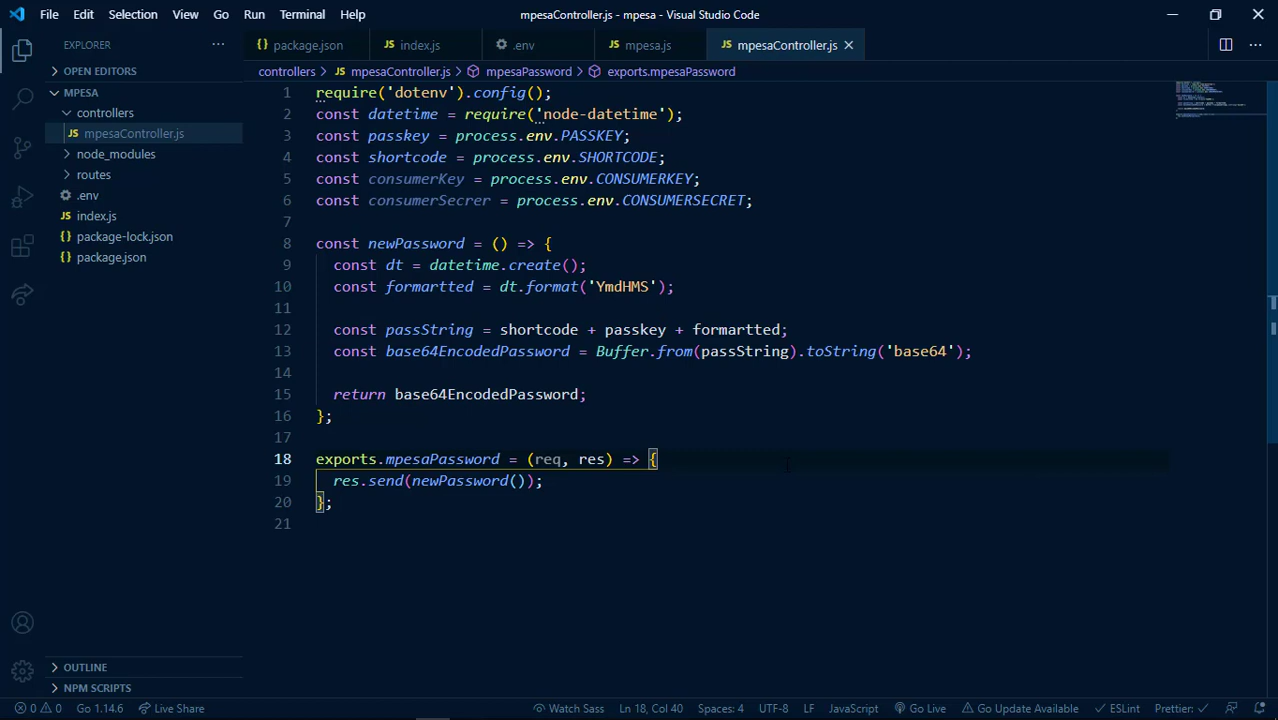 File Edit Selection View Go Run Terminal Help mpesaController.js - mpesa - Visual Studio Code
EXPLORER
OPEN EDITORS
MPESA
controllers
JS mpesaController.js
node_modules
routes
.env
JS index.js
{} package-lock.json
{} package.json
OUTLINE
NPM SCRIPTS
{} package.json JS index.js .env JS mpesa.js JS mpesaController.js
controllers > JS mpesaController.js > mpesaPassword > exports.mpesaPassword
1 require('dotenv').config();
2 const datetime = require('node-datetime');
3 const passkey = process.env.PASSKEY;
4 const shortcode = process.env.SHORTCODE;
5 const consumerKey = process.env.CONSUMERKEY;
6 const consumerSecrer = process.env.CONSUMERSECRET;
7
8 const newPassword = () => {
9 const dt = datetime.create();
10 const formartted = dt.format('YmdHMS');
11
12 const passString = shortcode + passkey + formartted;
13 const base64EncodedPassword = Buffer.from(passString).toString('base64');
14
15 return base64EncodedPassword;
16 };
17
18 exports.mpesaPassword = (req, res) => {
19 res.send(newPassword());
20 };
21
0 0 Go 1.14.6 Live Share Watch Sass Ln 18, Col 40 Spaces: 4 UTF-8 LF JavaScript Go Live Go Update Available ESLint Prettier: ✓